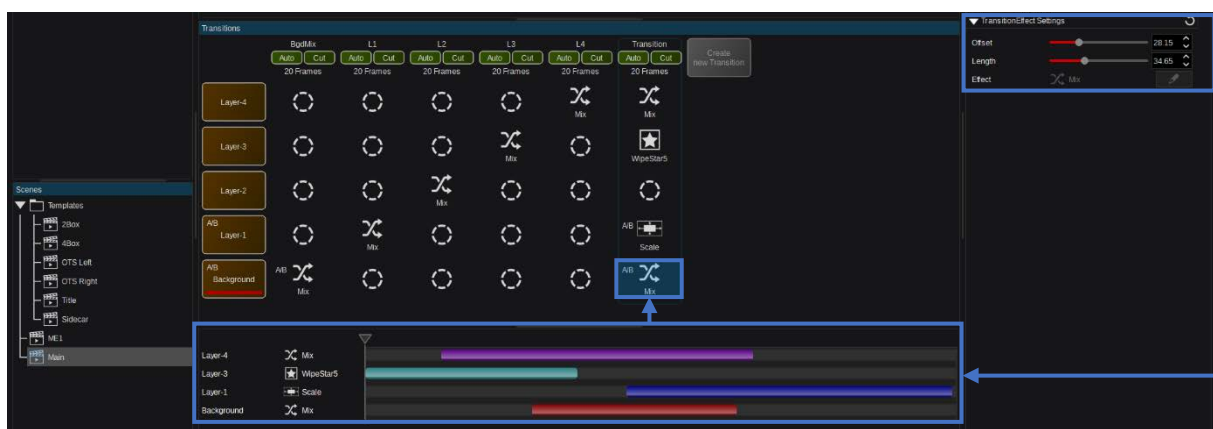 Transitions
BgdMix L1 L2 L3 L4 Transition
Auto Cut Auto Cut Auto Cut Auto Cut Auto Cut Auto Cut
20 Frames 20 Frames 20 Frames 20 Frames 20 Frames 20 Frames
Create
new Transition
Layer-4
Mix Mix
Layer-3
Mix WipeStar5
Layer-2
Mix
A/B
Layer-1
Mix
A/B
Scale
A/B
Background
A/B
Mix
A/B
Mix
Scenes
Templates
2Box
4Box
OTS Left
OTS Right
Title
Sidecar
ME1
Main
Layer-4 Mix
Layer-3 WipeStar5
Layer-1 Scale
Background Mix
TransitionEffect Settings
Offset 28.15
Length 34.65
Effect Mix